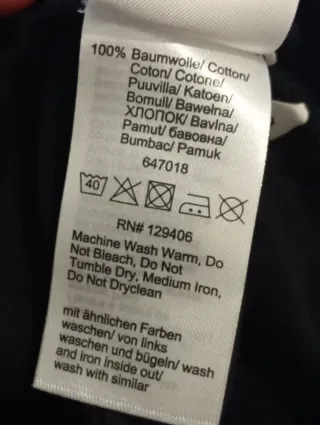 100% Baumwolle/ Cotton/
Coton/ Cotone/
Puuvilla/ Katoen/
Bomull/ Bawełna/
ХЛОПОК/ Bavlna/
Pamut/ бавовна/
Bumbac/ Pamuk
647018
40
RN# 129406
Machine Wash Warm, Do
Not Bleach, Do Not
Tumble Dry, Medium Iron,
Do Not Dryclean
mit ähnlichen Farben
waschen/ von links
waschen und bügeln/ wash
and iron inside out/
wash with similar